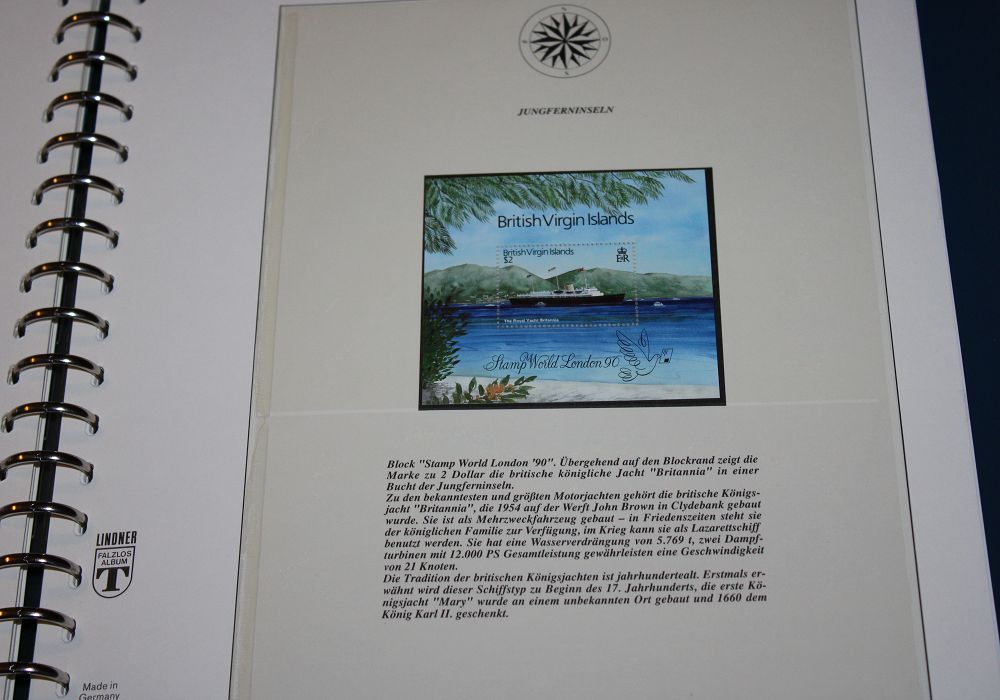 JUNGFERNINSELN
British Virgin Islands
British Virgin Islands
$2
E II R
The Royal Yacht Britannia
Stamp World London 90
Block "Stamp World London '90". Übergehend auf den Blockrand zeigt die
Marke zu 2 Dollar die britische königliche Jacht "Britannia" in einer
Bucht der Jungferninseln.
Zu den bekanntesten und größten Motorjachten gehört die britische Königs-
jacht "Britannia", die 1954 auf der Werft John Brown in Clydebank gebaut
wurde. Sie ist als Mehrzweckfahrzeug gebaut – in Friedenszeiten steht sie
der königlichen Familie zur Verfügung, im Krieg kann sie als Lazarettschiff
benutzt werden. Sie hat eine Wasserverdrängung von 5.769 t, zwei Dampf-
turbinen mit 12.000 PS Gesamtleistung gewährleisten eine Geschwindigkeit
von 21 Knoten.
Die Tradition der britischen Königsjachten ist jahrhundertealt. Erstmals er-
wähnt wird dieser Schiffstyp zu Beginn des 17. Jahrhunderts, die erste Kö-
nigsjacht "Mary" wurde an einem unbekannten Ort gebaut und 1660 dem
König Karl II. geschenkt.
LINDNER
FALZLOS
ALBUM
T
Made in
Germany